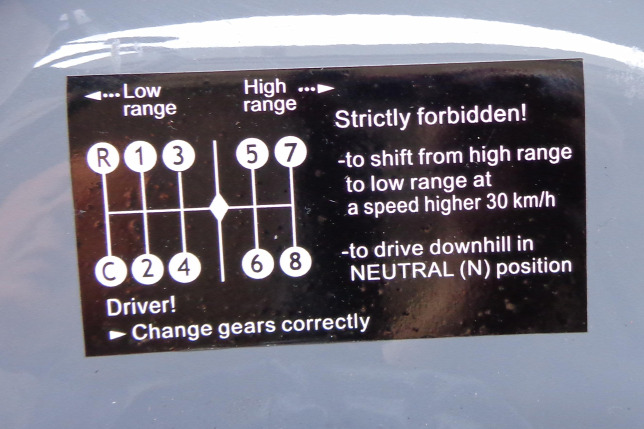 ◄···Low range
High range ···►
R 1 3 5 7
C 2 4 6 8
Driver!
► Change gears correctly
Strictly forbidden!
-to shift from high range
to low range at
a speed higher 30 km/h
-to drive downhill in
NEUTRAL (N) position